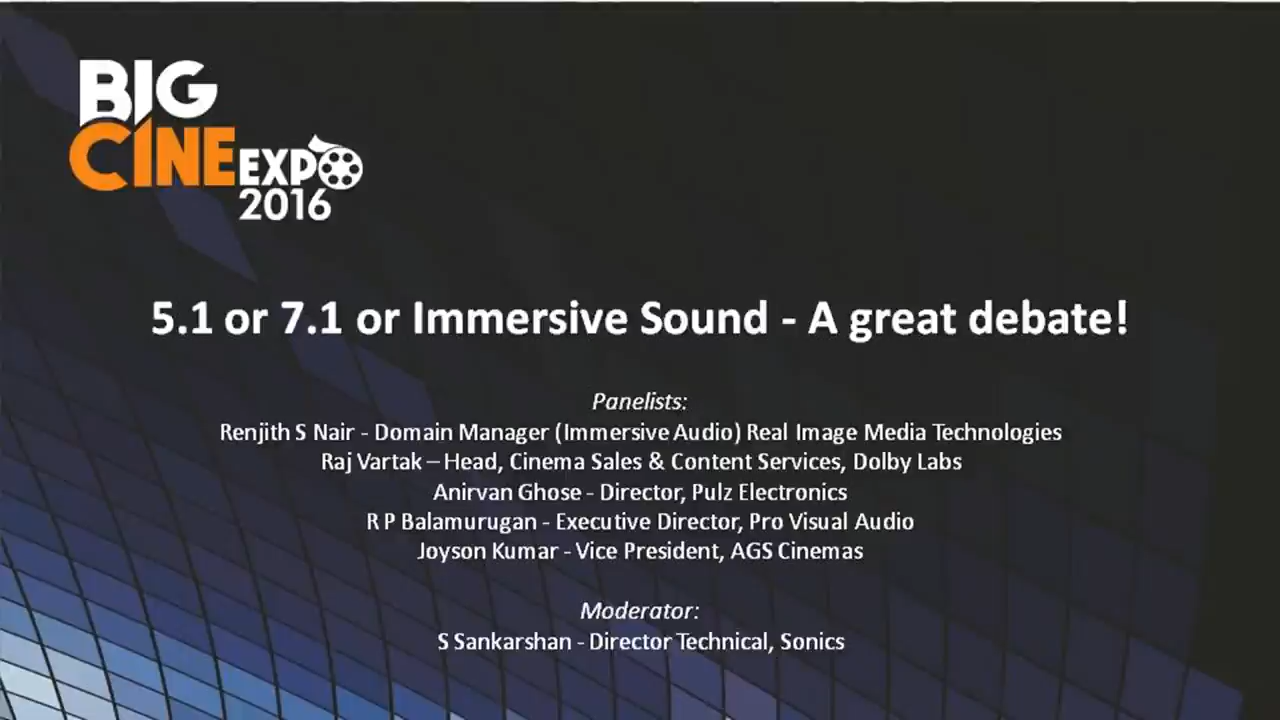 BIG
CINE EXPO
2016
5.1 or 7.1 or Immersive Sound - A great debate!
Panelists:
Renjith S Nair - Domain Manager (Immersive Audio) Real Image Media Technologies
Raj Vartak – Head, Cinema Sales & Content Services, Dolby Labs
Anirvan Ghose - Director, Pulz Electronics
R P Balamurugan - Executive Director, Pro Visual Audio
Joyson Kumar - Vice President, AGS Cinemas
Moderator:
S Sankarshan - Director Technical, Sonics